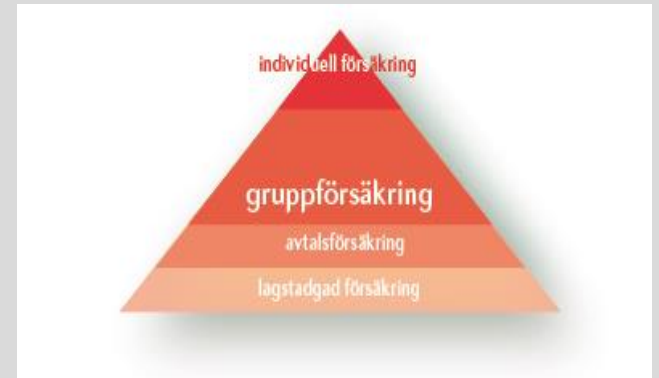 individuell försäkring
gruppförsäkring
avtalsförsäkring
lagstadgad försäkring